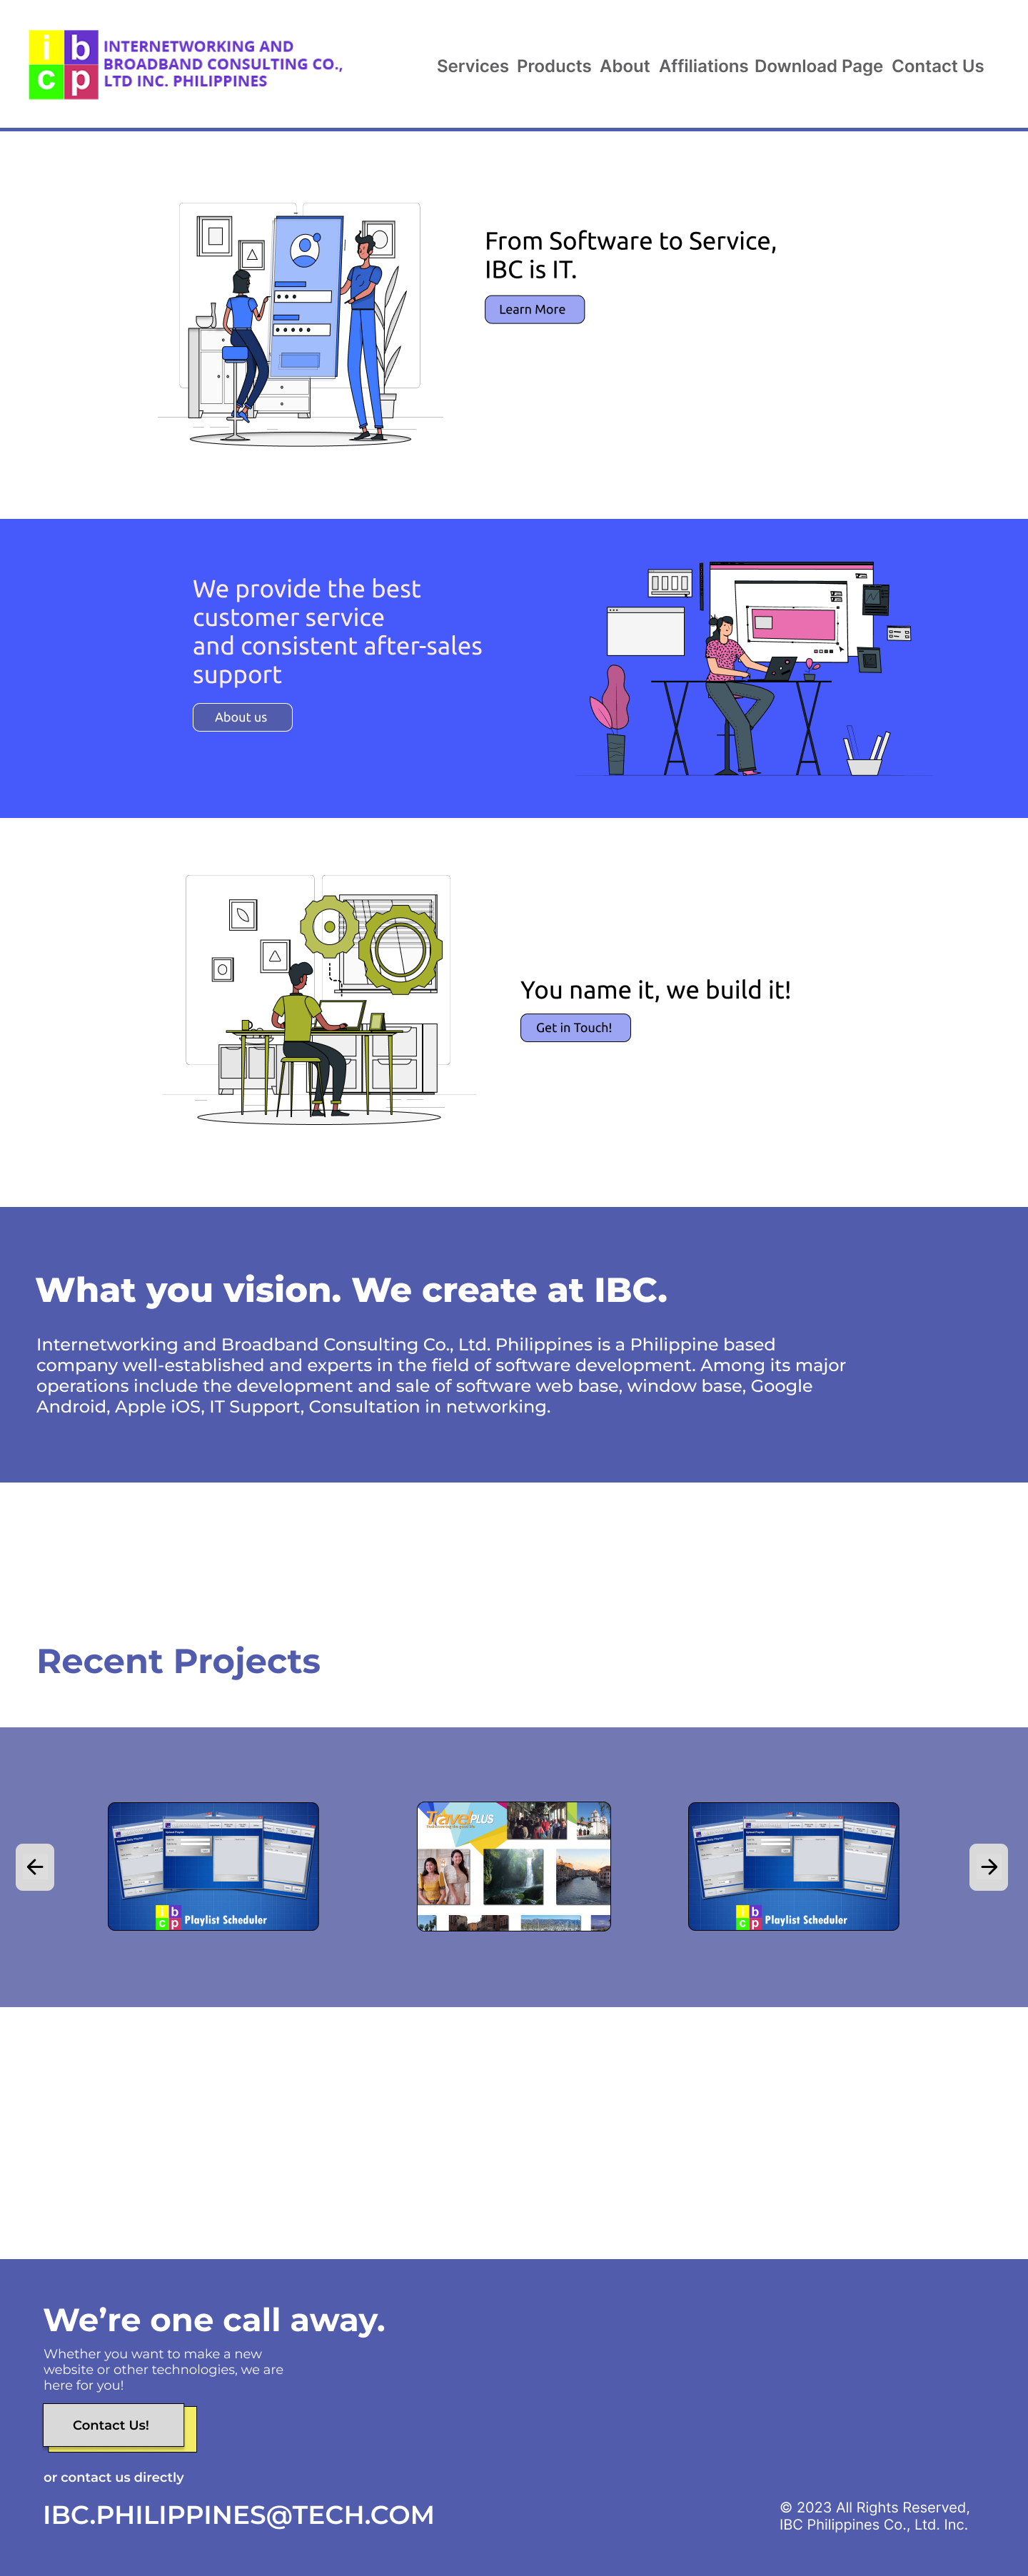 i b
c p
INTERNETWORKING AND
BROADBAND CONSULTING CO.,
LTD INC. PHILIPPINES
Services Products About Affiliations Download Page Contact Us
From Software to Service,
IBC is IT.
Learn More
We provide the best
customer service
and consistent after-sales
support
About us
You name it, we build it!
Get in Touch!
What you vision. We create at IBC.
Internetworking and Broadband Consulting Co., Ltd. Philippines is a Philippine based
company well-established and experts in the field of software development. Among its major
operations include the development and sale of software web base, window base, Google
Android, Apple iOS, IT Support, Consultation in networking.
Recent Projects
i b
c p
Playlist Scheduler
TravelPLUS
i b
c p
Playlist Scheduler
We’re one call away.
Whether you want to make a new
website or other technologies, we are
here for you!
Contact Us!
or contact us directly
IBC.PHILIPPINES@TECH.COM
© 2023 All Rights Reserved,
IBC Philippines Co., Ltd. Inc.